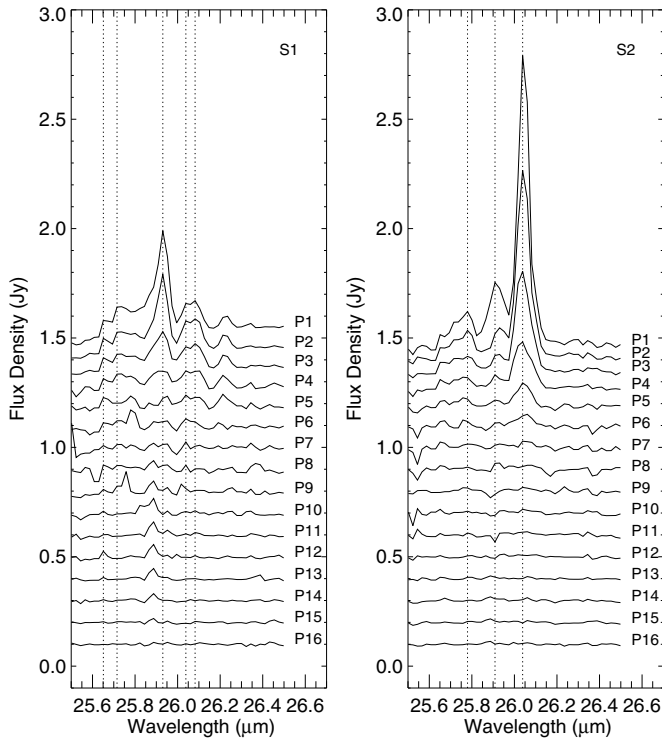 3.0
2.5
2.0
1.5
1.0
0.5
0.0
Flux Density (Jy)
S1
P1
P2
P3
P4
P5
P6
P7
P8
P9
P10
P11
P12
P13
P14
P15
P16
25.6 25.8 26.0 26.2 26.4 26.6
Wavelength (μm)
3.0
2.5
2.0
1.5
1.0
0.5
0.0
Flux Density (Jy)
S2
P1
P2
P3
P4
P5
P6
P7
P8
P9
P10
P11
P12
P13
P14
P15
P16
25.6 25.8 26.0 26.2 26.4 26.6
Wavelength (μm)